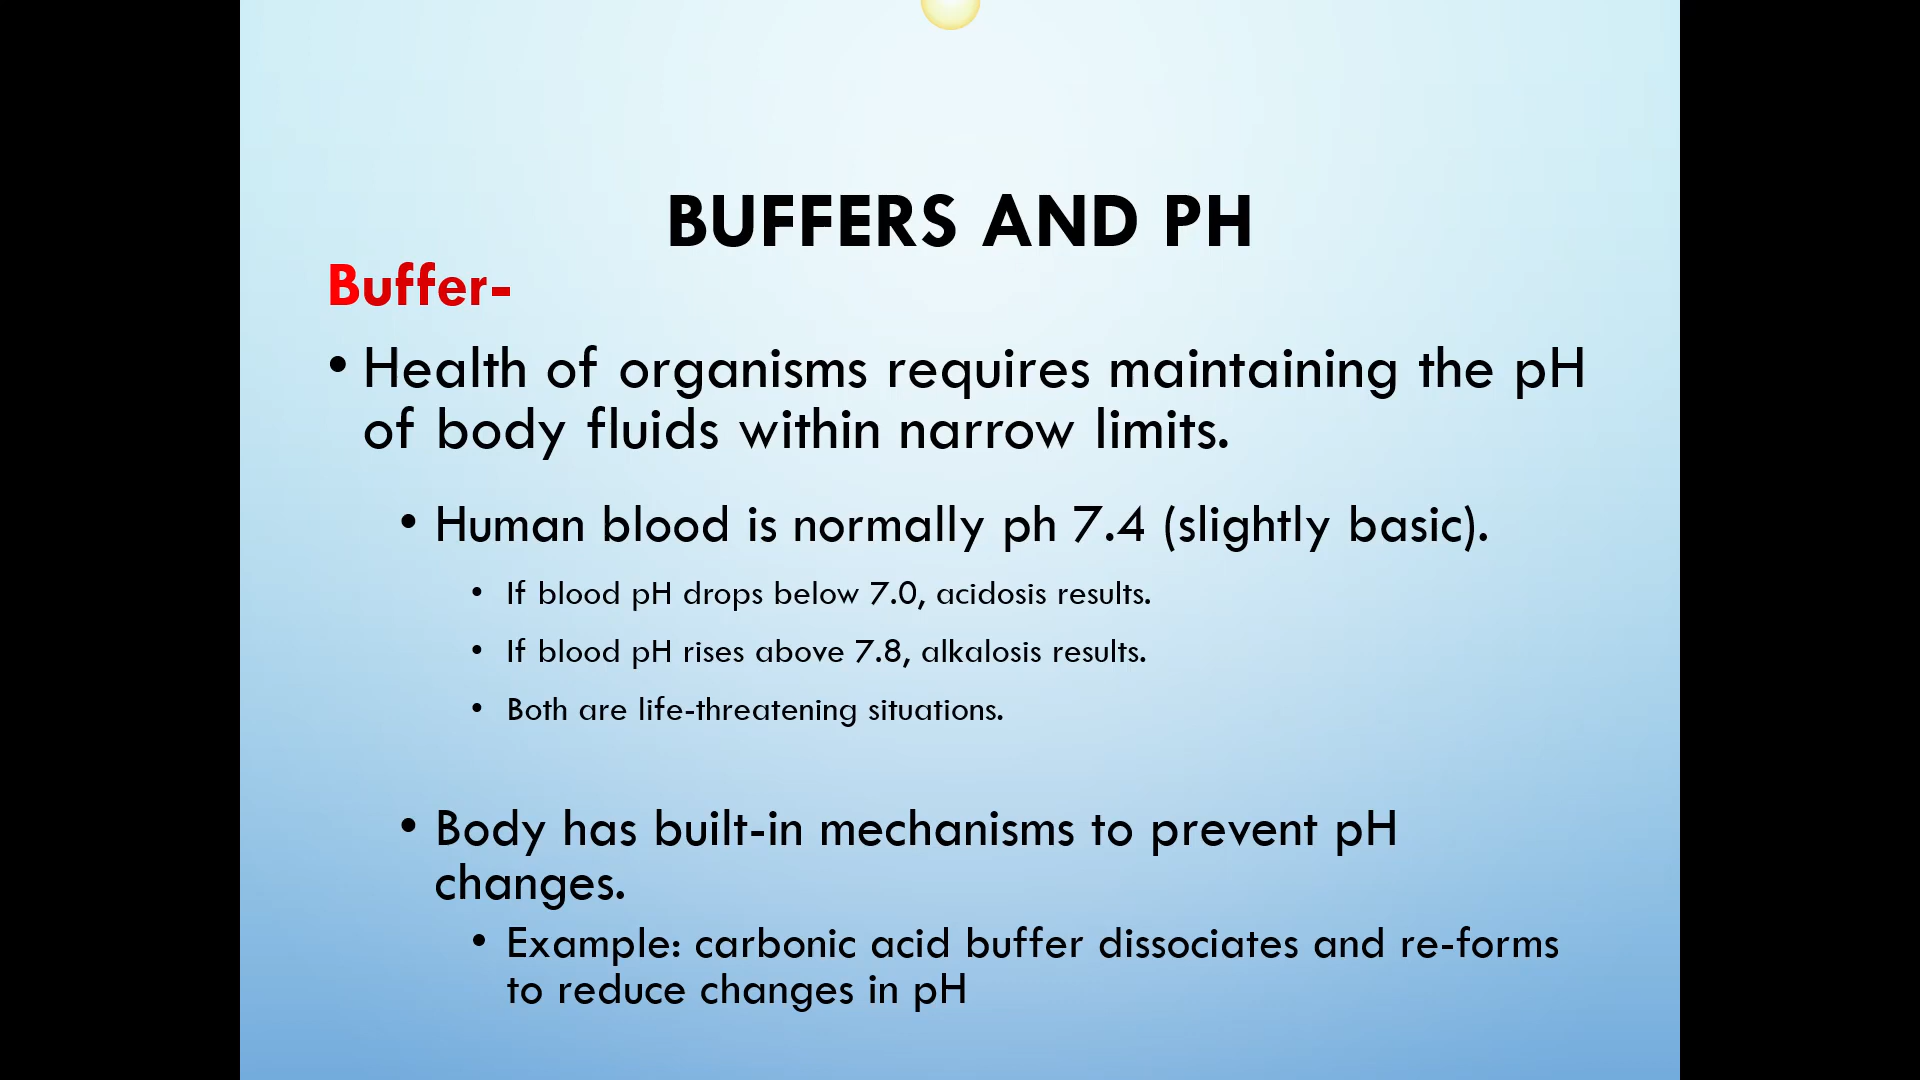 BUFFERS AND PH
Buffer-
• Health of organisms requires maintaining the pH
of body fluids within narrow limits.
• Human blood is normally ph 7.4 (slightly basic).
• If blood pH drops below 7.0, acidosis results.
• If blood pH rises above 7.8, alkalosis results.
• Both are life-threatening situations.
• Body has built-in mechanisms to prevent pH
changes.
• Example: carbonic acid buffer dissociates and re-forms
to reduce changes in pH